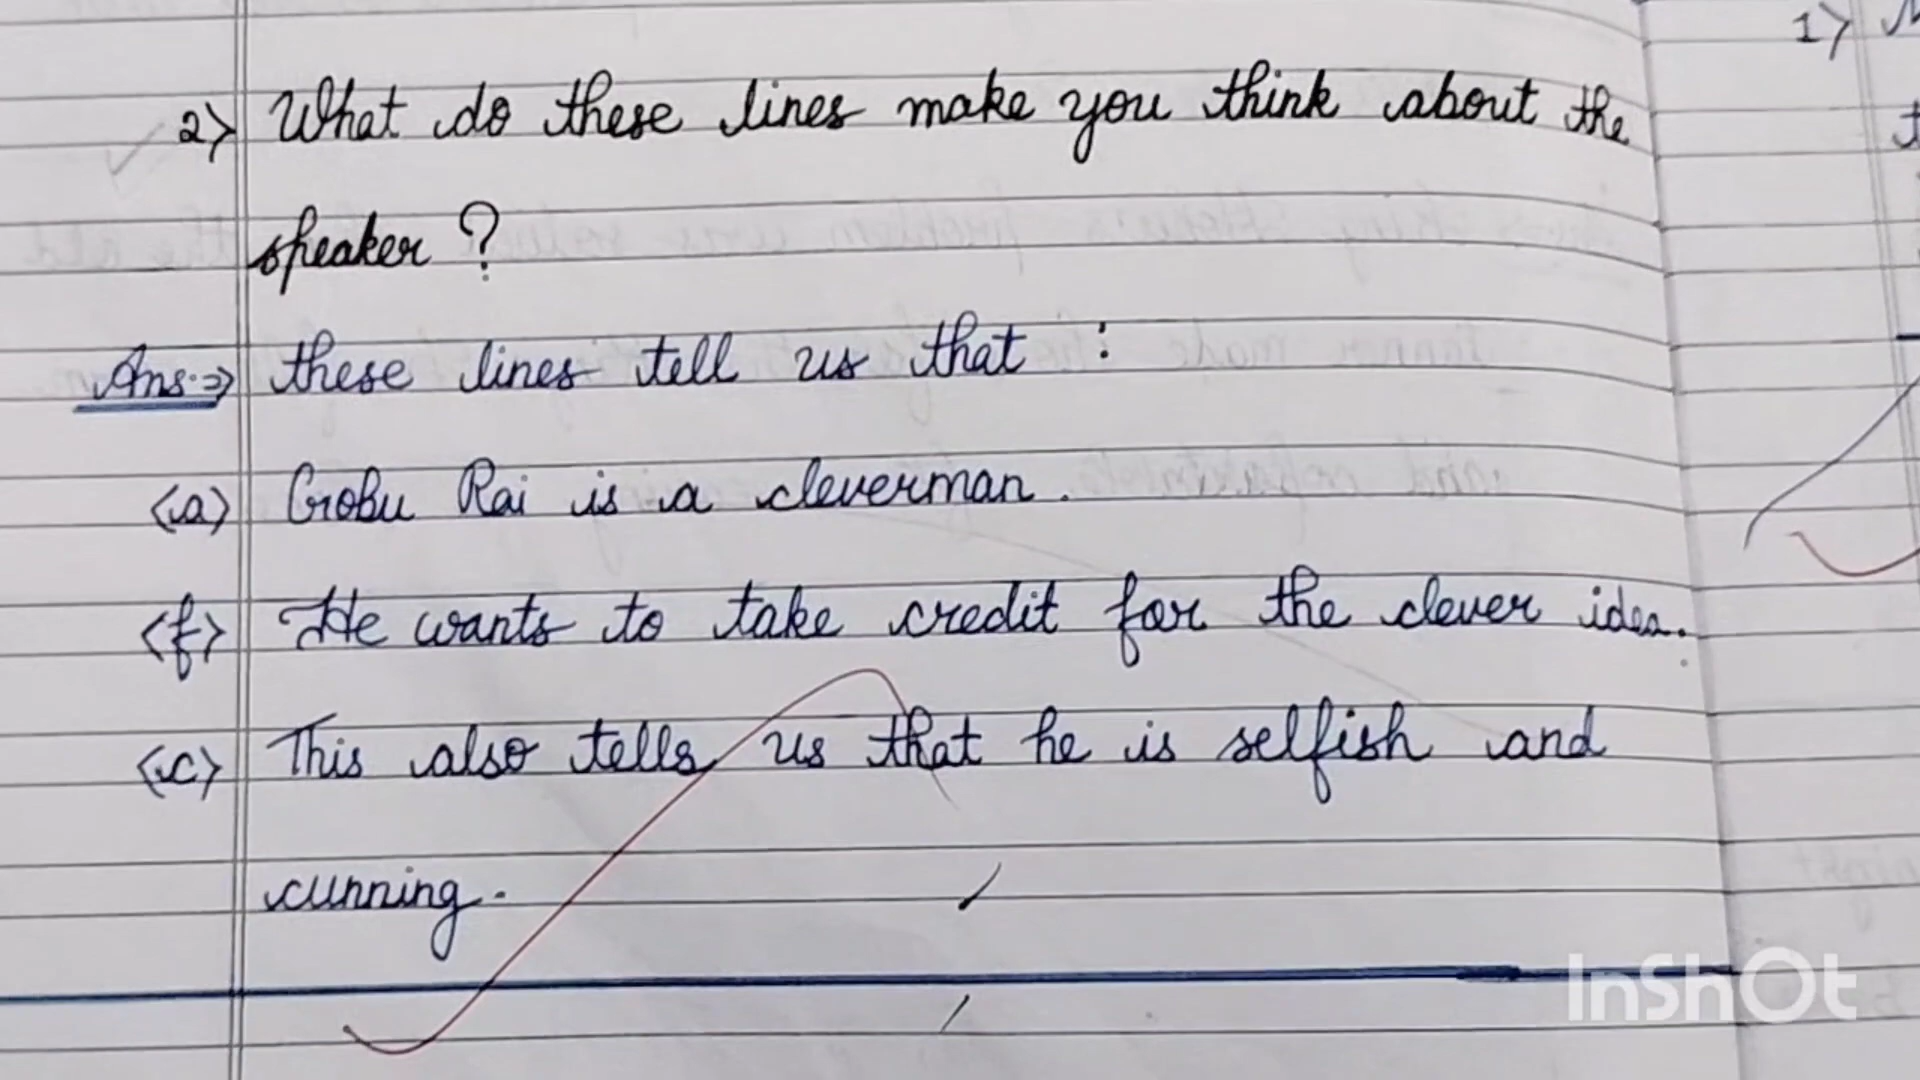 2) What do these lines make you think about the
speaker ?
Ans.⇒ these lines tell us that :
(a) Gobu Rai is a cleverman.
(f) He wants to take credit for the clever idea.
(c) This also tells us that he is selfish and
cunning.
1)
InShOt